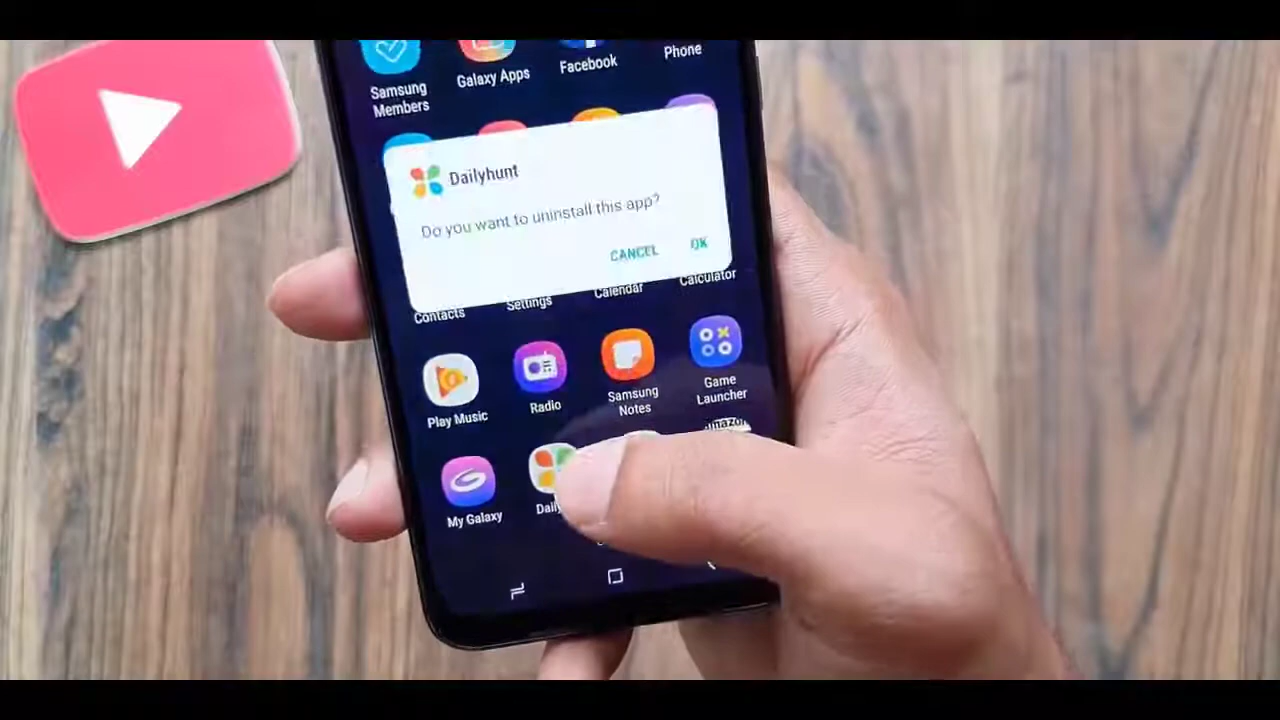 Samsung
Members
Galaxy Apps
Facebook
Phone
Dailyhunt
Do you want to uninstall this app?
CANCEL
OK
Contacts
Settings
Calendar
Calculator
Play Music
Radio
Samsung
Notes
Game
Launcher
My Galaxy